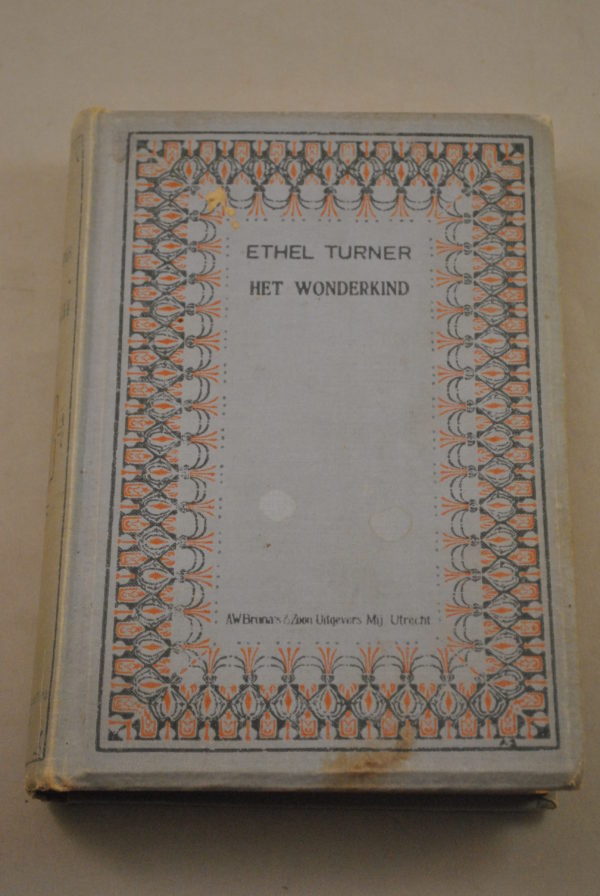 ETHEL TURNER
HET WONDERKIND
A.W.Bruna's & Zoon Uitgevers Mij Utrecht